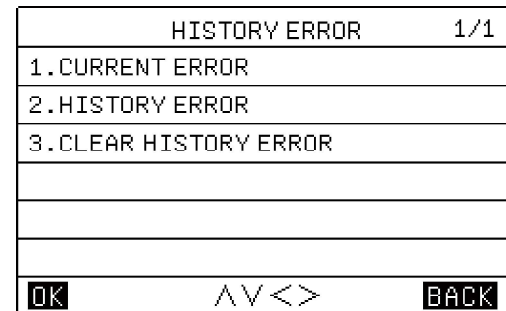 HISTORY ERROR 1/1
1.CURRENT ERROR
2.HISTORY ERROR
3.CLEAR HISTORY ERROR
OK ∧∨<> BACK